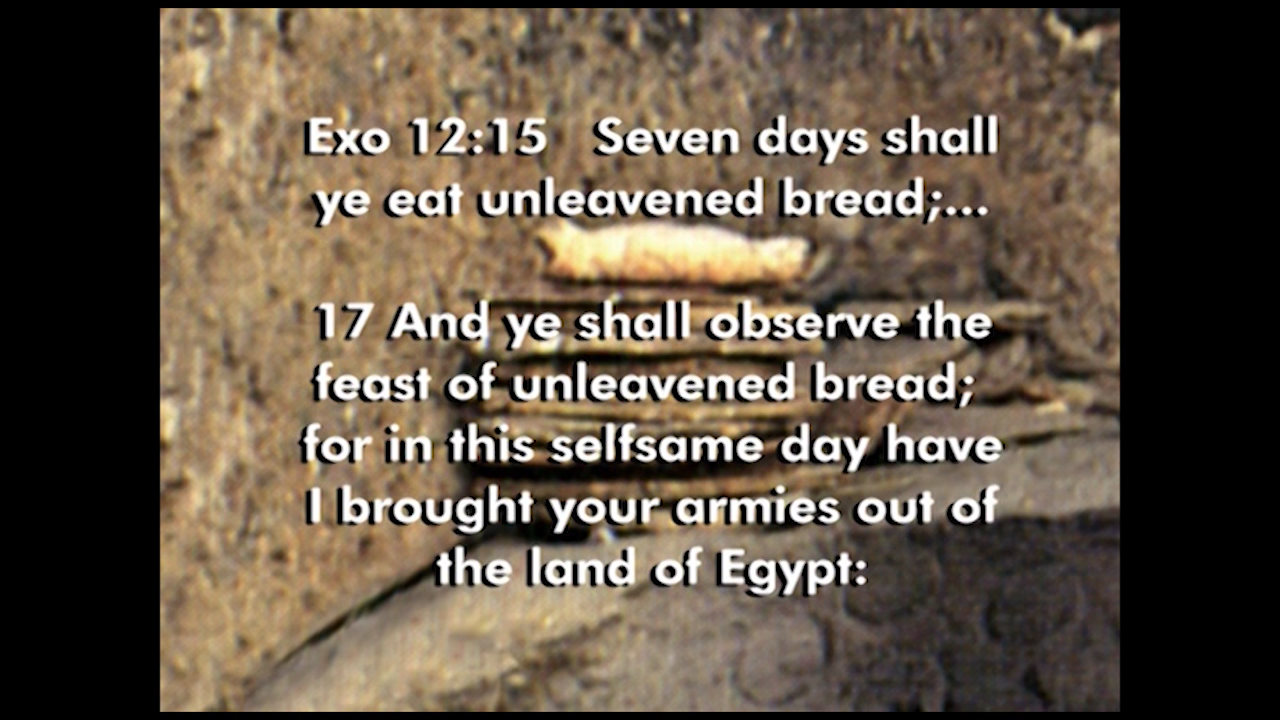 Exo 12:15 Seven days shall
ye eat unleavened bread;...
17 And ye shall observe the
feast of unleavened bread;
for in this selfsame day have
I brought your armies out of
the land of Egypt: